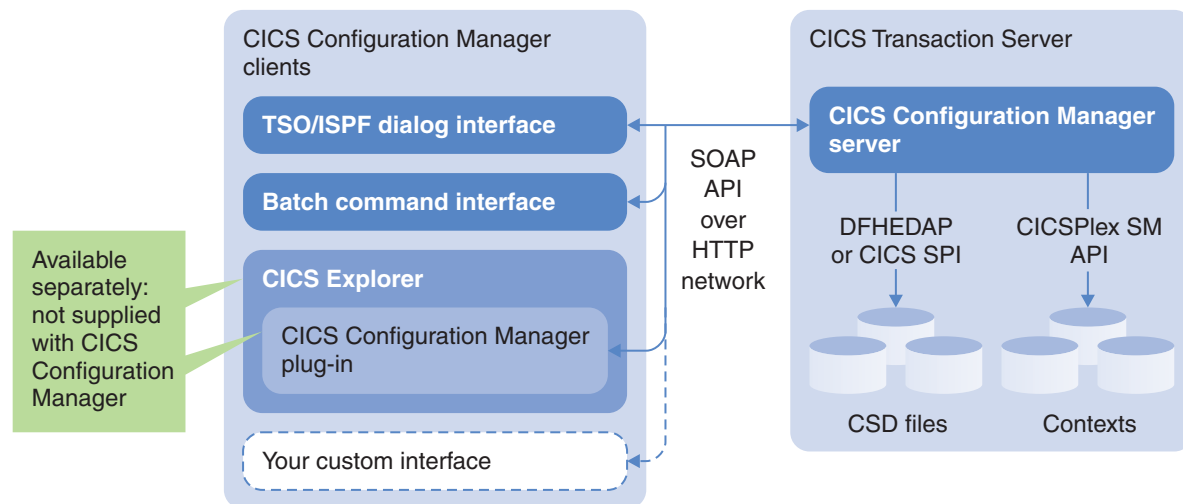 CICS Configuration Manager
clients
TSO/ISPF dialog interface
Batch command interface
CICS Explorer
CICS Configuration Manager
plug-in
Your custom interface
Available
separately:
not supplied
with CICS
Configuration
Manager
SOAP
API
over
HTTP
network
CICS Transaction Server
CICS Configuration Manager
server
DFHEDAP
or CICS SPI
CICSPlex SM
API
CSD files
Contexts